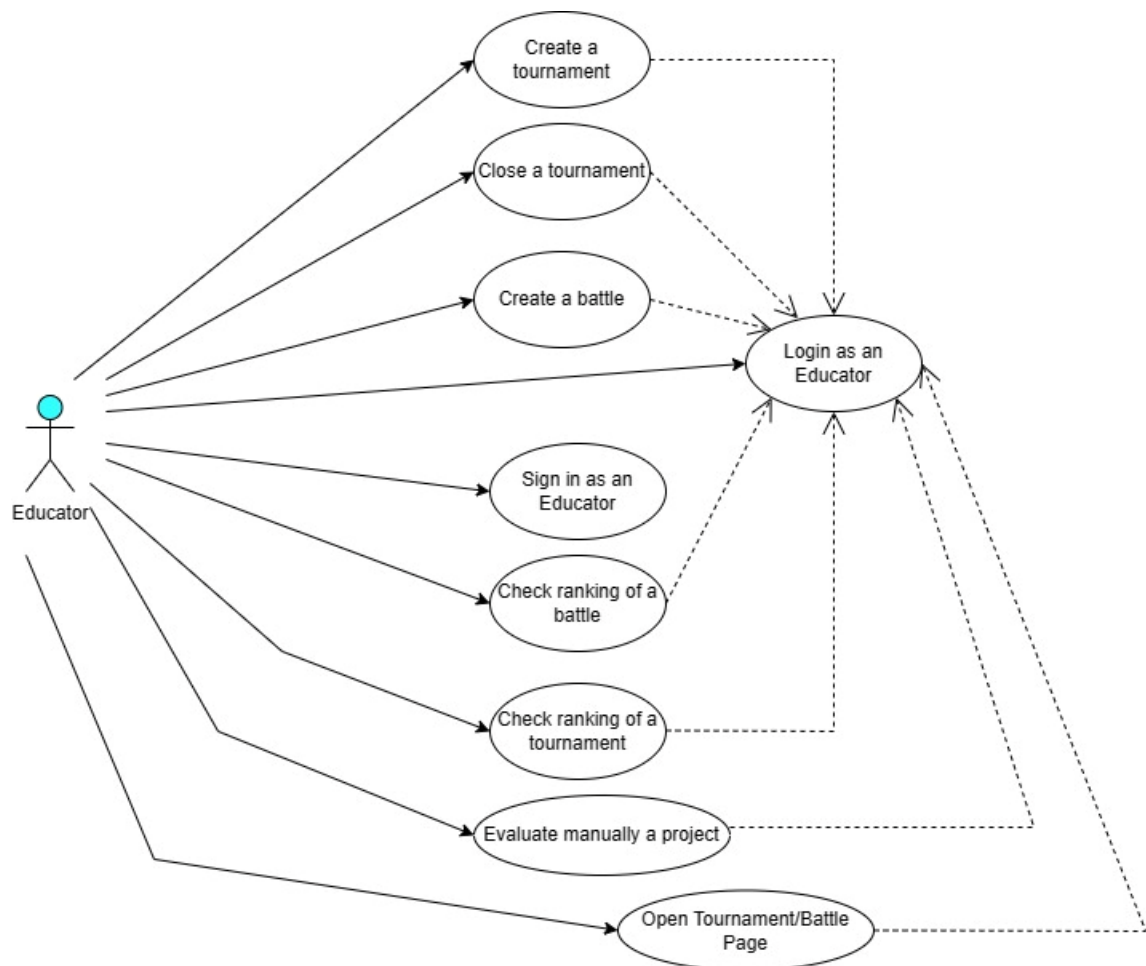 Create a
tournament
Close a tournament
Create a battle
Login as an
Educator
Sign in as an
Educator
Educator
Check ranking of a
battle
Check ranking of a
tournament
Evaluate manually a project
Open Tournament/Battle
Page